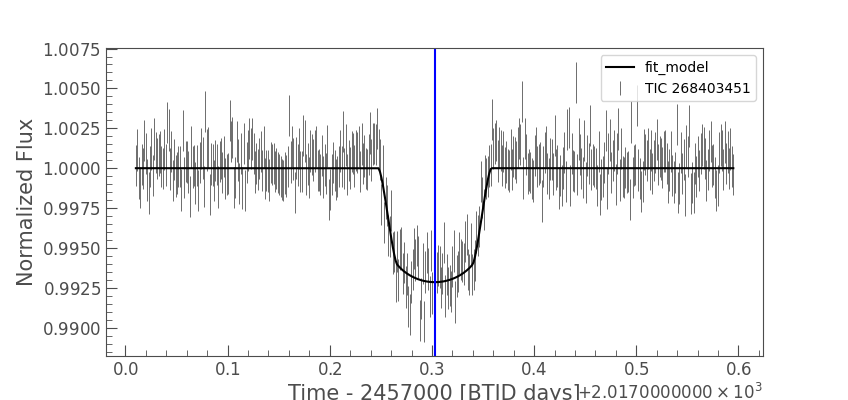 1.0075
1.0050
1.0025
1.0000
0.9975
0.9950
0.9925
0.9900
Normalized Flux
fit_model
TIC 268403451
0.0 0.1 0.2 0.3 0.4 0.5 0.6
Time - 2457000 [BTJD days]
+2.0170000000 × 10³